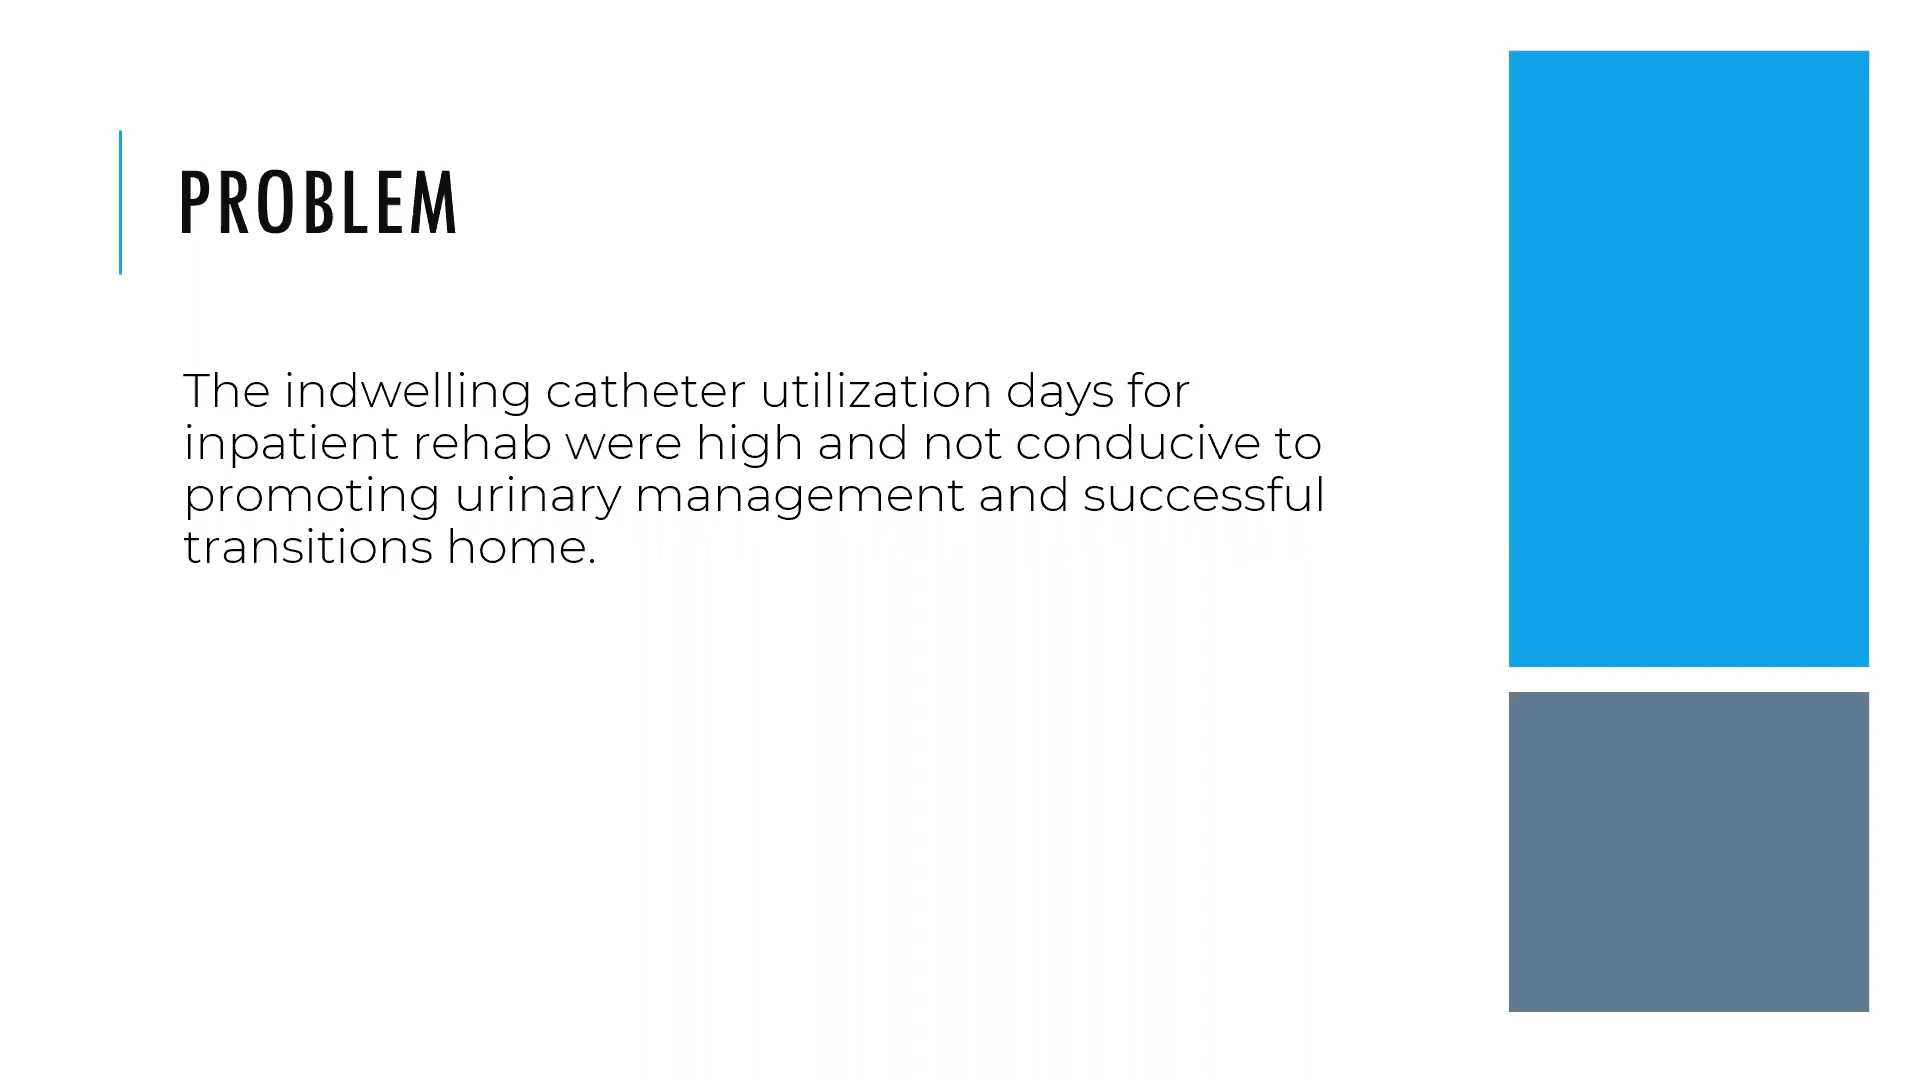 PROBLEM
The indwelling catheter utilization days for
inpatient rehab were high and not conducive to
promoting urinary management and successful
transitions home.